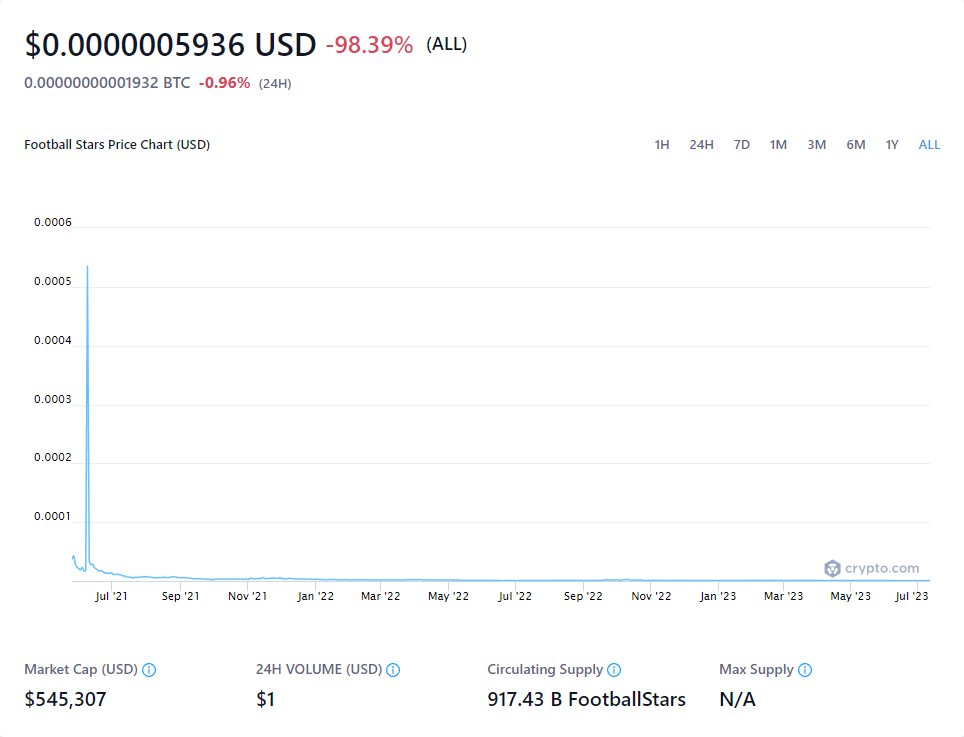 $0.0000005936 USD -98.39% (ALL)
0.00000000001932 BTC -0.96% (24H)
Football Stars Price Chart (USD)
1H 24H 7D 1M 3M 6M 1Y ALL
0.0006
0.0005
0.0004
0.0003
0.0002
0.0001
crypto.com
Jul '21 Sep '21 Nov '21 Jan '22 Mar '22 May '22 Jul '22 Sep '22 Nov '22 Jan '23 Mar '23 May '23 Jul '23
Market Cap (USD) 24H VOLUME (USD) Circulating Supply Max Supply
$545,307 $1 917.43 B FootballStars N/A